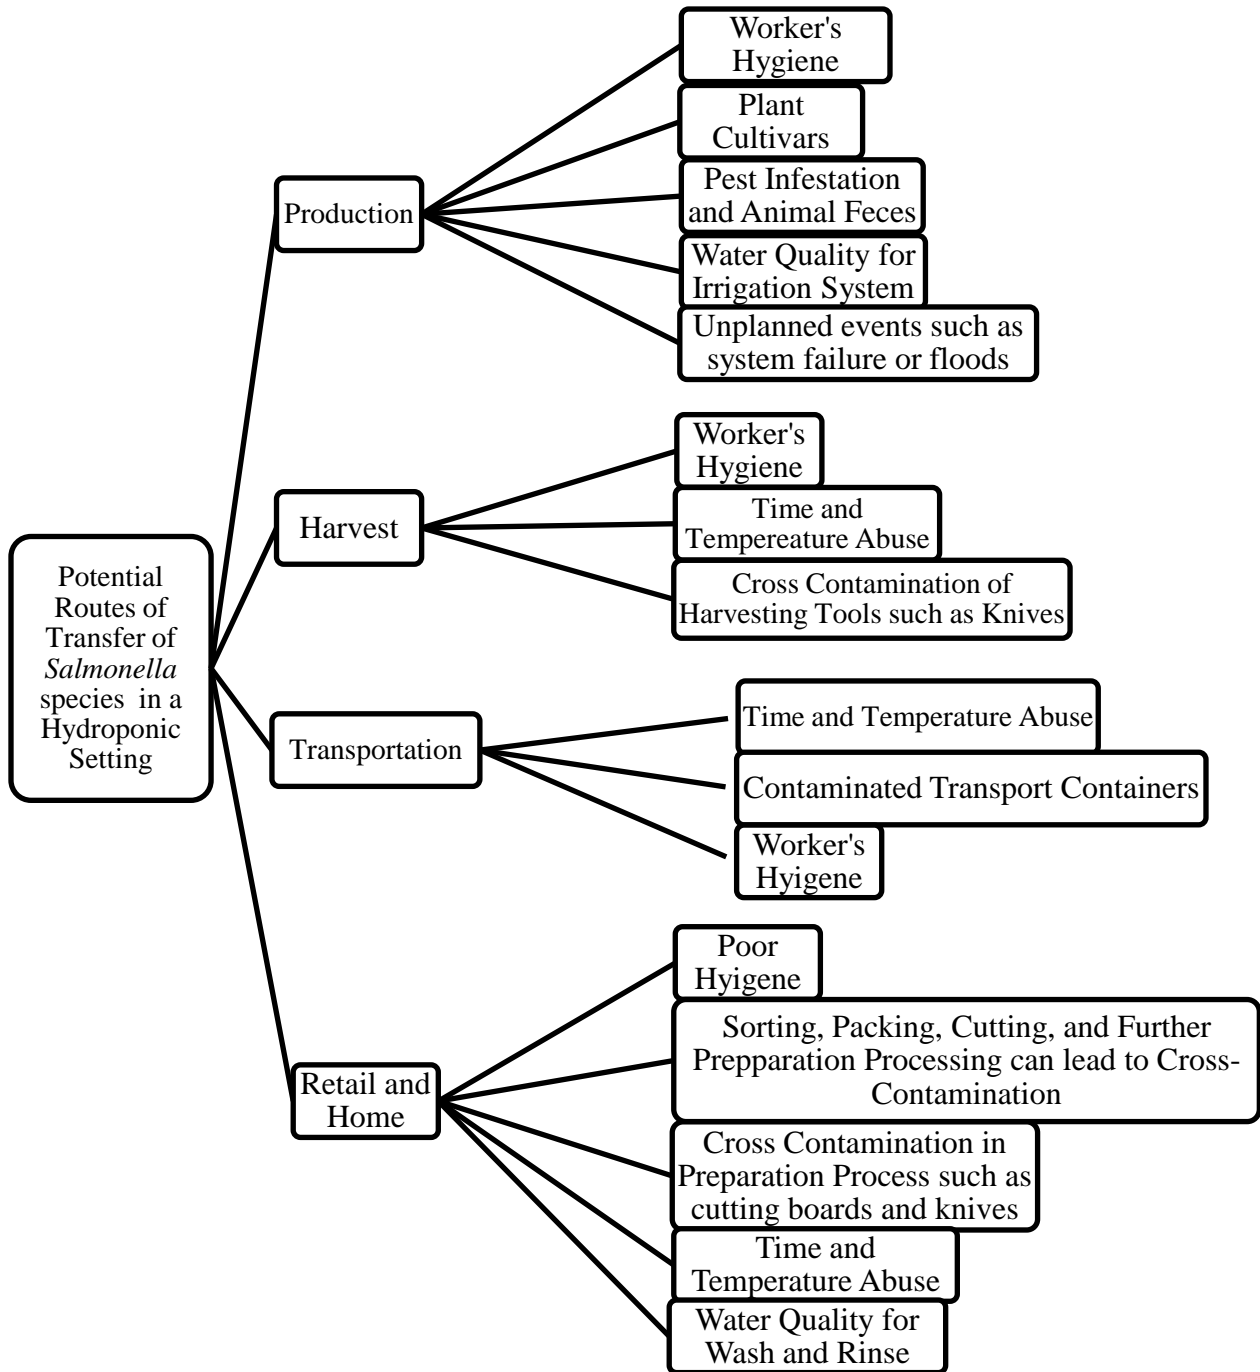 Potential
Routes of
Transfer of
Salmonella
species in a
Hydroponic
Setting
Production
Worker's
Hygiene
Plant
Cultivars
Pest Infestation
and Animal Feces
Water Quality for
Irrigation System
Unplanned events such as
system failure or floods
Harvest
Worker's
Hygiene
Time and
Tempereature Abuse
Cross Contamination of
Harvesting Tools such as Knives
Transportation
Time and Temperature Abuse
Contaminated Transport Containers
Worker's
Hyigene
Retail and
Home
Poor
Hyigene
Sorting, Packing, Cutting, and Further
Prepparation Processing can lead to Cross-
Contamination
Cross Contamination in
Preparation Process such as
cutting boards and knives
Time and
Temperature Abuse
Water Quality for
Wash and Rinse